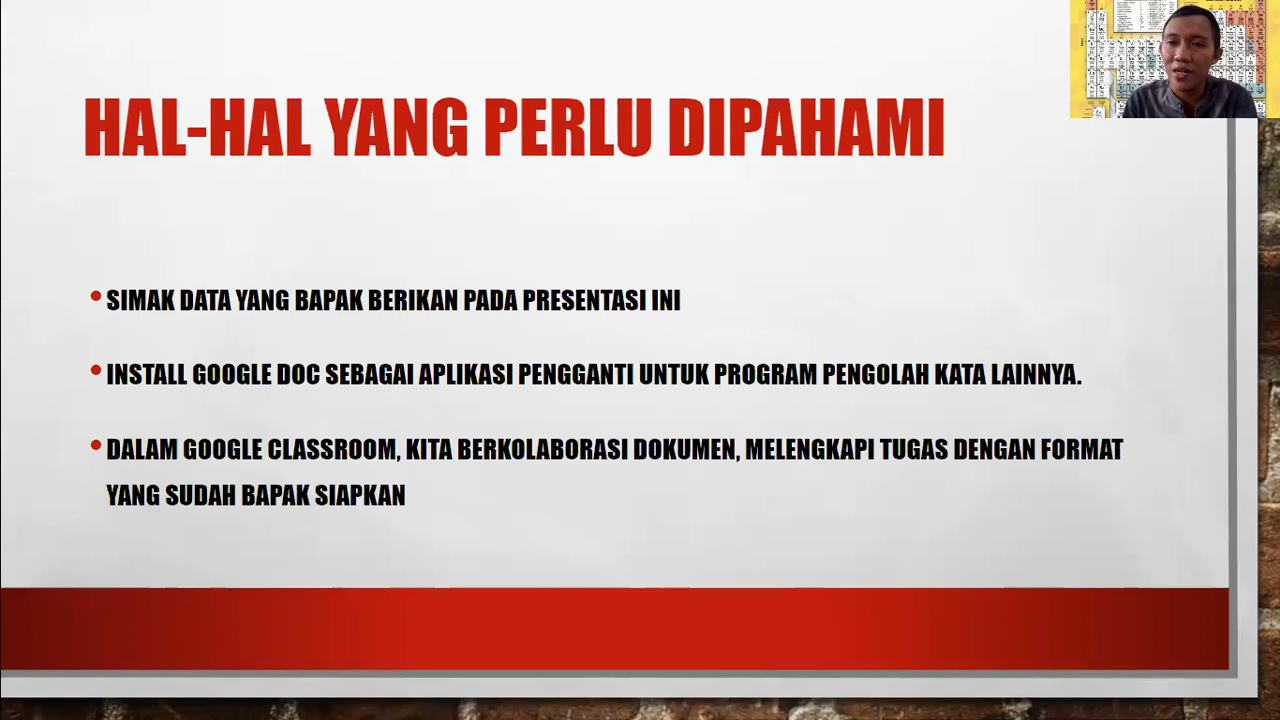 HAL-HAL YANG PERLU DIPAHAMI
•SIMAK DATA YANG BAPAK BERIKAN PADA PRESENTASI INI
•INSTALL GOOGLE DOC SEBAGAI APLIKASI PENGGANTI UNTUK PROGRAM PENGOLAH KATA LAINNYA.
•DALAM GOOGLE CLASSROOM, KITA BERKOLABORASI DOKUMEN, MELENGKAPI TUGAS DENGAN FORMAT
YANG SUDAH BAPAK SIAPKAN